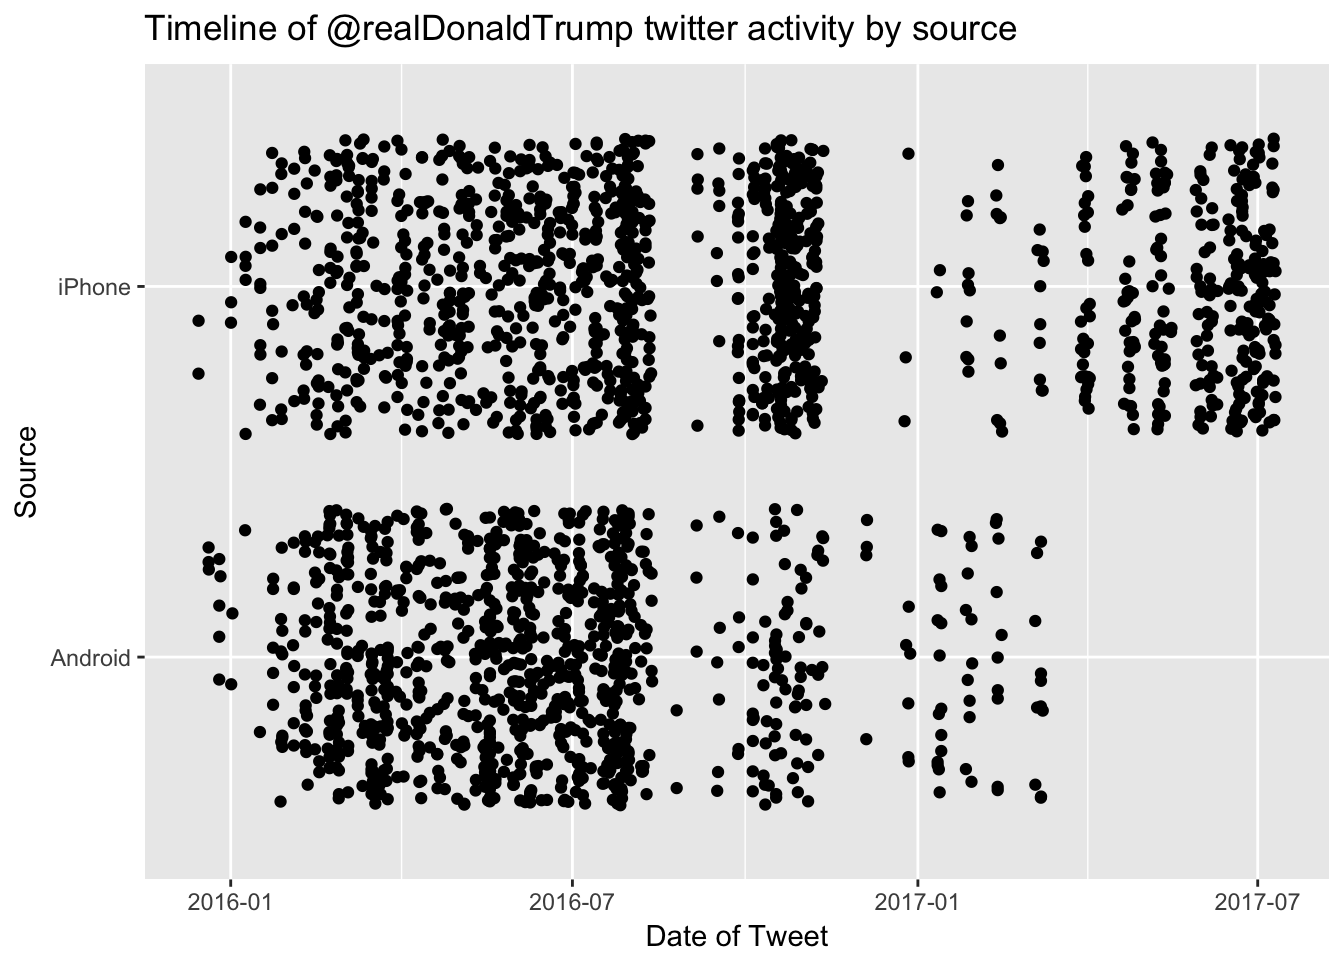 Timeline of @realDonaldTrump twitter activity by source
iPhone
Android
Source
2016-01
2016-07
2017-01
2017-07
Date of Tweet